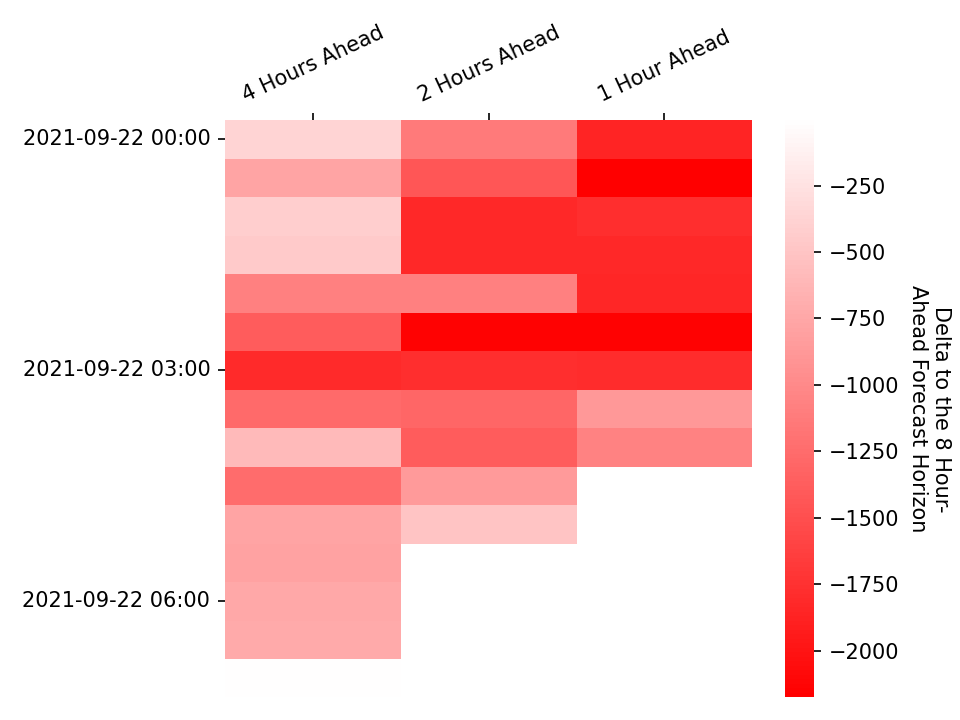 4 Hours Ahead
2 Hours Ahead
1 Hour Ahead
2021-09-22 00:00
2021-09-22 03:00
2021-09-22 06:00
−250
−500
−750
−1000
−1250
−1500
−1750
−2000
Delta to the 8 Hour-
Ahead Forecast Horizon